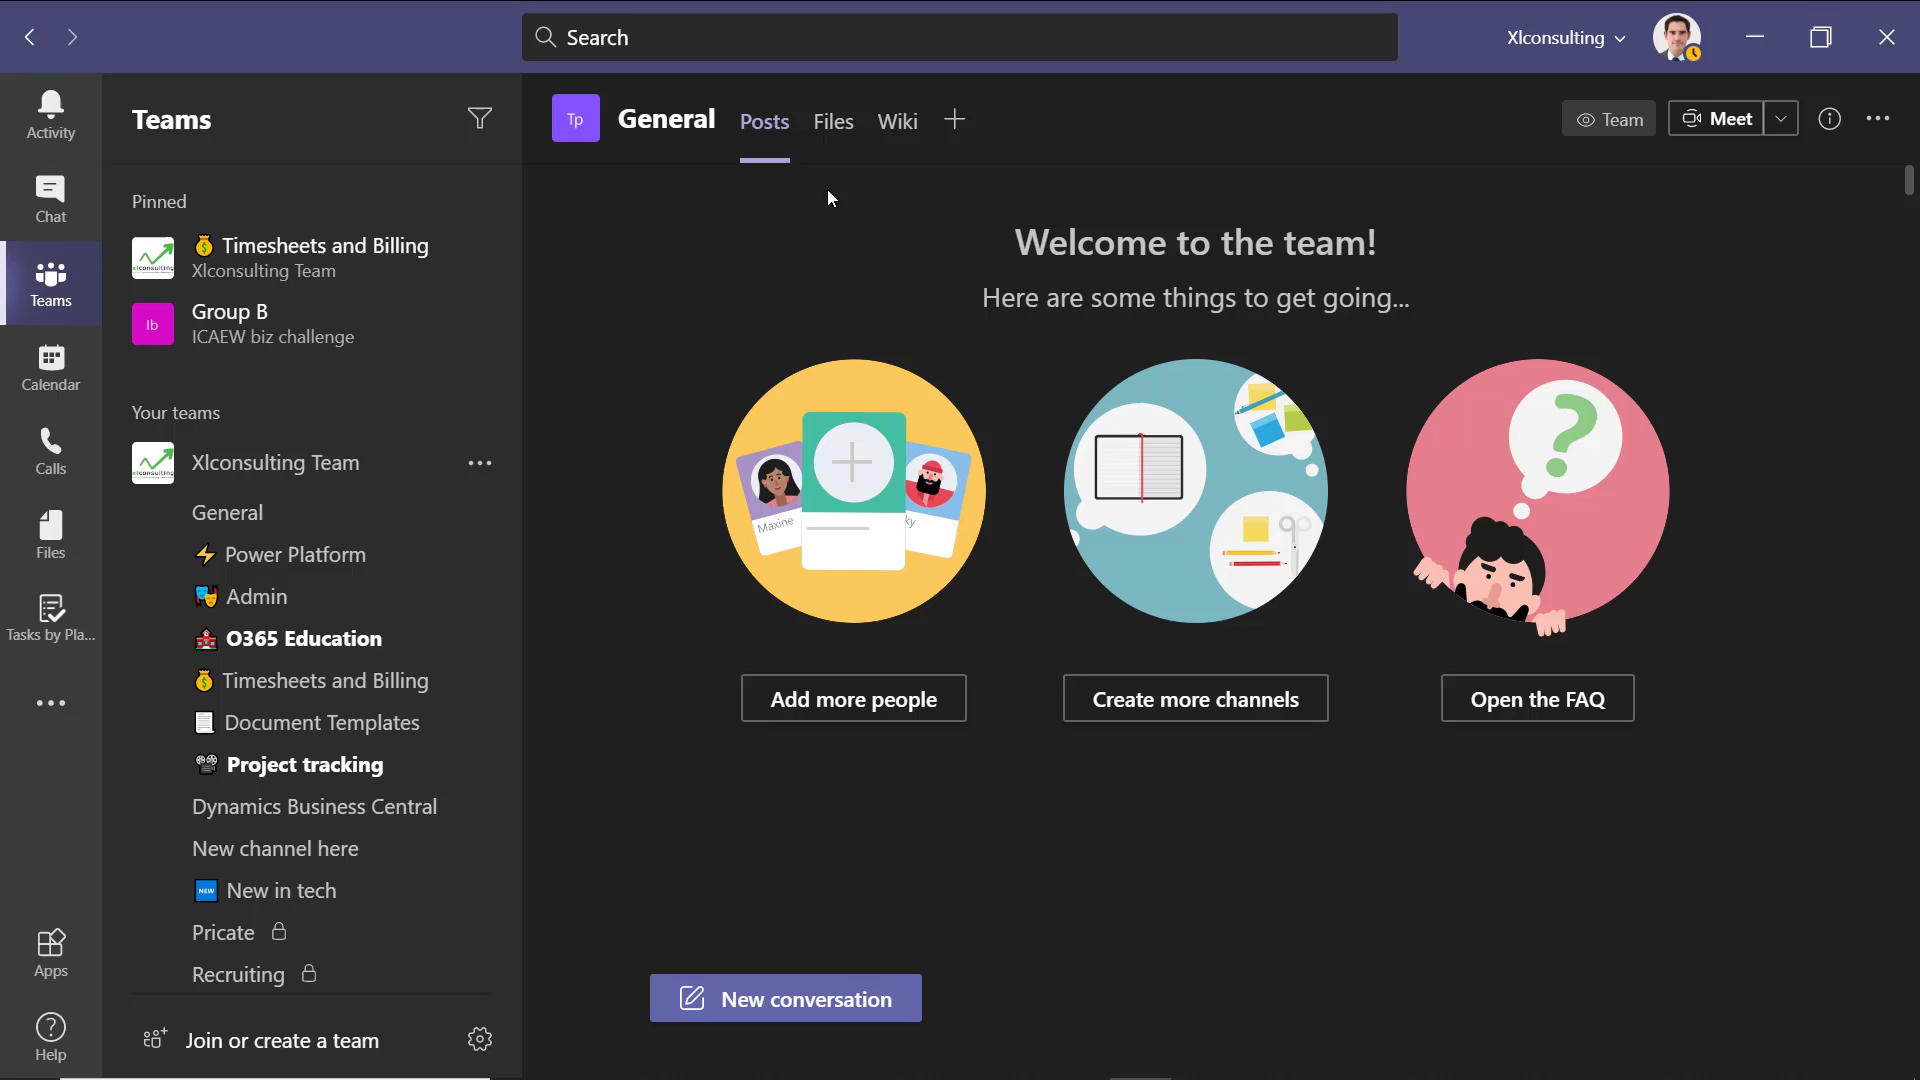 Search
Xlconsulting
Activity
Chat
Teams
Calendar
Calls
Files
Tasks by Pla...
Apps
Help
Teams
Pinned
Timesheets and Billing
Xlconsulting Team
Ib
Group B
ICAEW biz challenge
Your teams
Xlconsulting Team
General
Power Platform
Admin
O365 Education
Timesheets and Billing
Document Templates
Project tracking
Dynamics Business Central
New channel here
NEW New in tech
Pricate
Recruiting
Join or create a team
Tp General Posts Files Wiki
Team Meet
Welcome to the team!
Here are some things to get going...
Maxine
ky
Add more people
Create more channels
Open the FAQ
New conversation